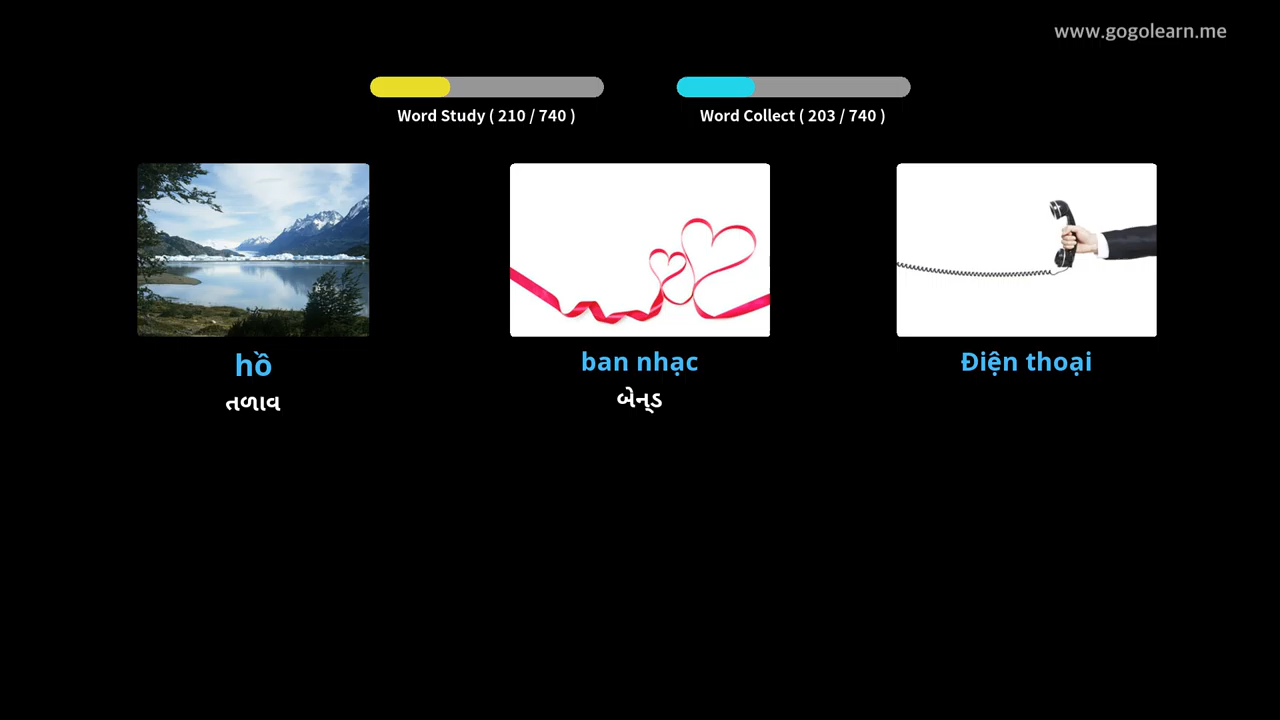 www.gogolearn.me
Word Study ( 210 / 740 )
Word Collect ( 203 / 740 )
hồ
તળાવ
ban nhạc
બેન્ડ
Điện thoại